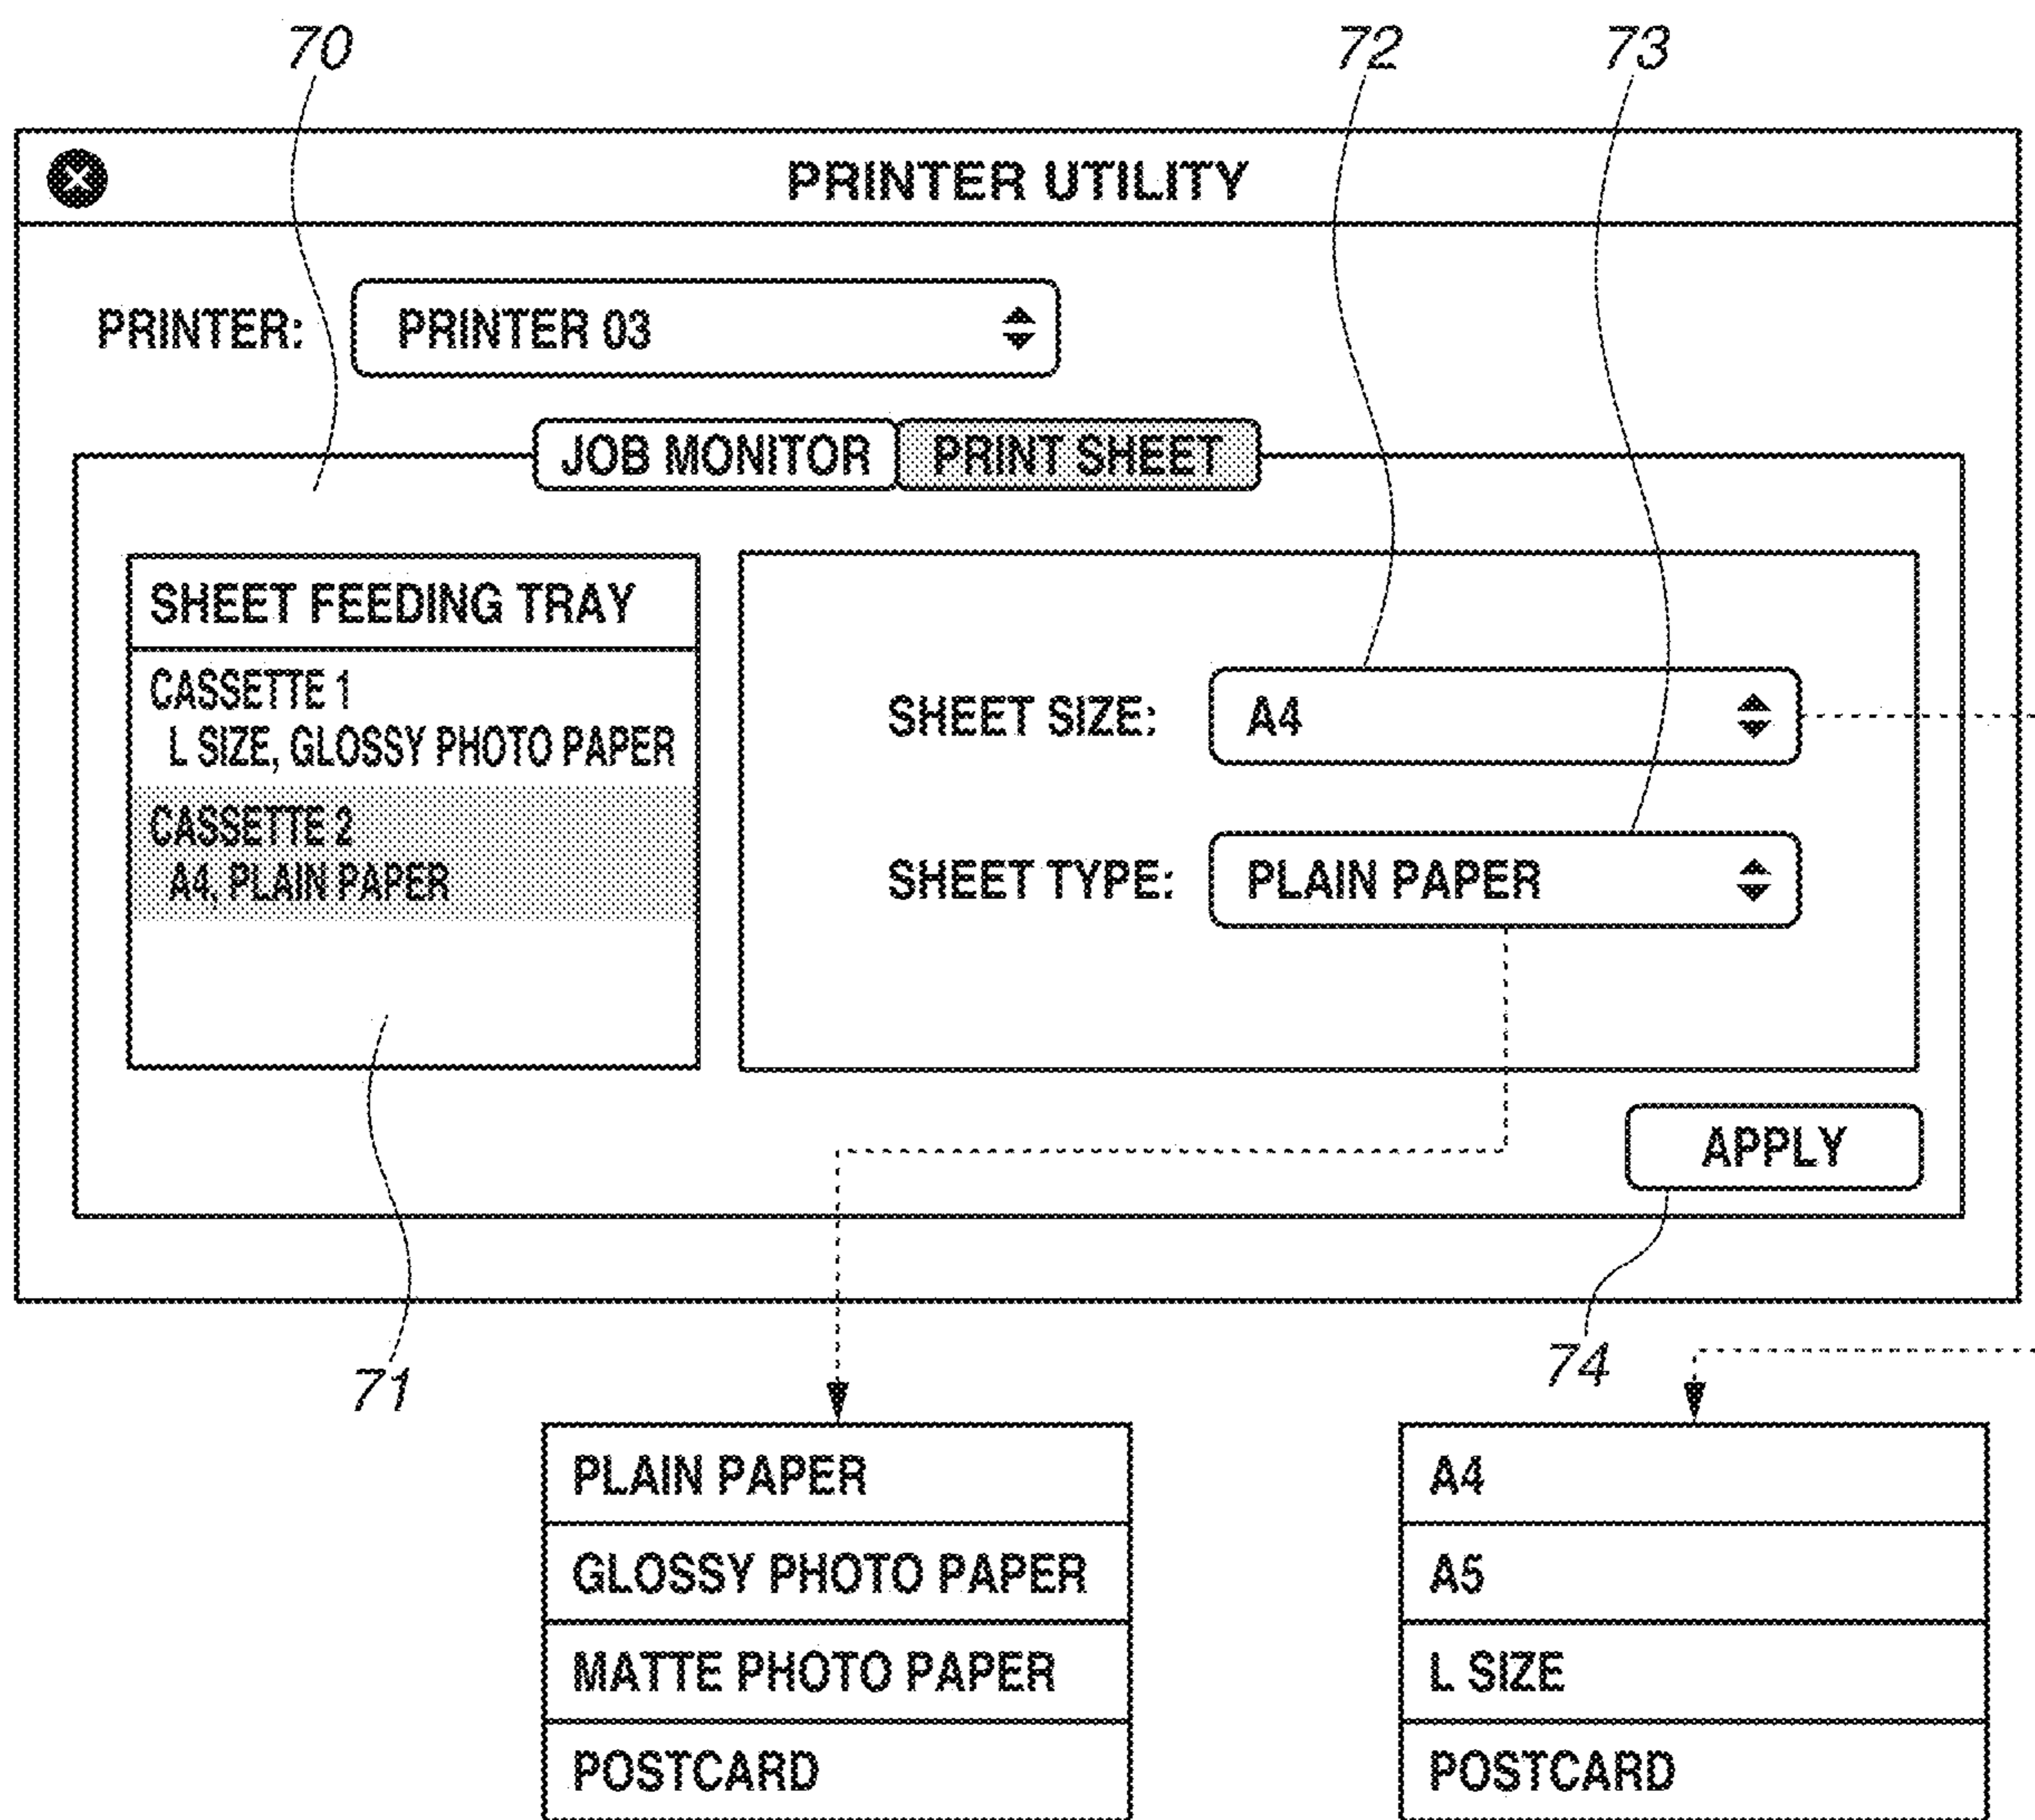 70
72 73
PRINTER UTILITY
PRINTER: PRINTER 03
JOB MONITOR PRINT SHEET
SHEET FEEDING TRAY
CASSETTE 1
L SIZE, GLOSSY PHOTO PAPER
CASSETTE 2
A4, PLAIN PAPER
SHEET SIZE: A4
SHEET TYPE: PLAIN PAPER
APPLY
71
74
PLAIN PAPER
GLOSSY PHOTO PAPER
MATTE PHOTO PAPER
POSTCARD
A4
A5
L SIZE
POSTCARD